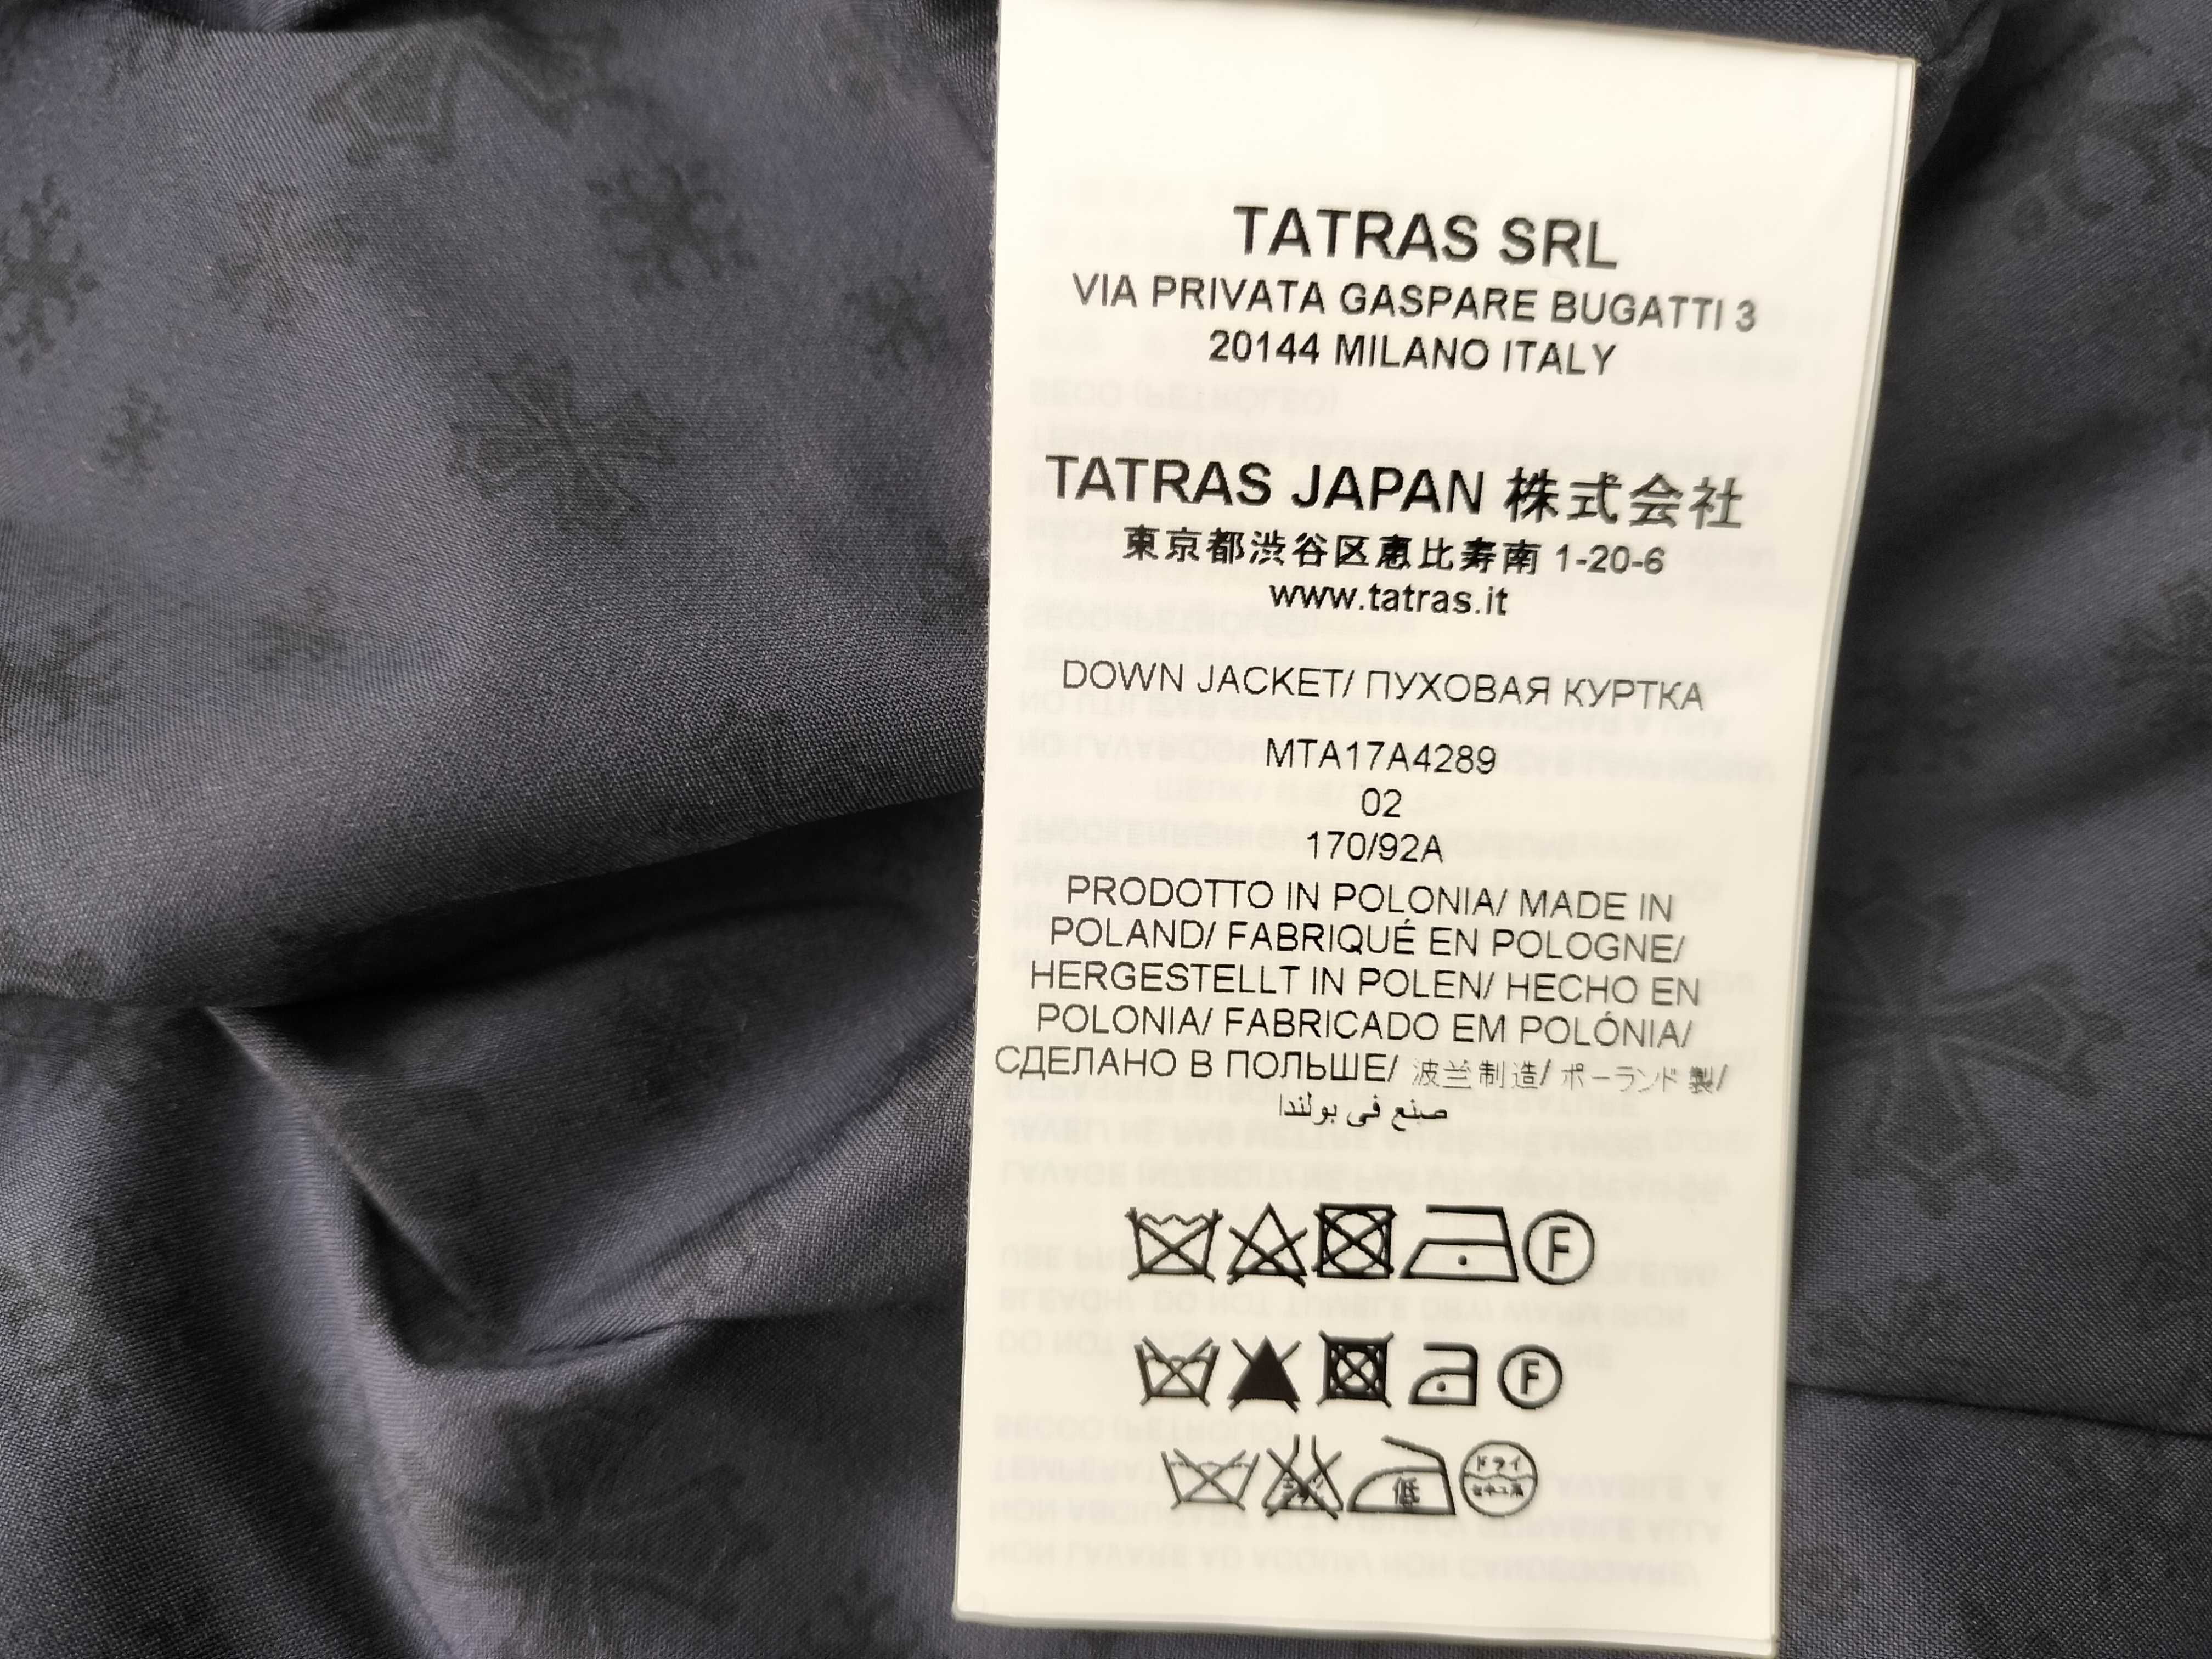 TATRAS SRL
VIA PRIVATA GASPARE BUGATTI 3
20144 MILANO ITALY
TATRAS JAPAN 株式会社
東京都渋谷区恵比寿南 1-20-6
www.tatras.it
DOWN JACKET/ ПУХОВАЯ КУРТКА
MTA17A4289
02
170/92A
PRODOTTO IN POLONIA/ MADE IN
POLAND/ FABRIQUÉ EN POLOGNE/
HERGESTELLT IN POLEN/ HECHO EN
POLONIA/ FABRICADO EM POLÓNIA/
СДЕЛАНО В ПОЛЬШЕ/ 波兰制造/ ポーランド 製/
صنع في بولندا
F
F
低 ドライ